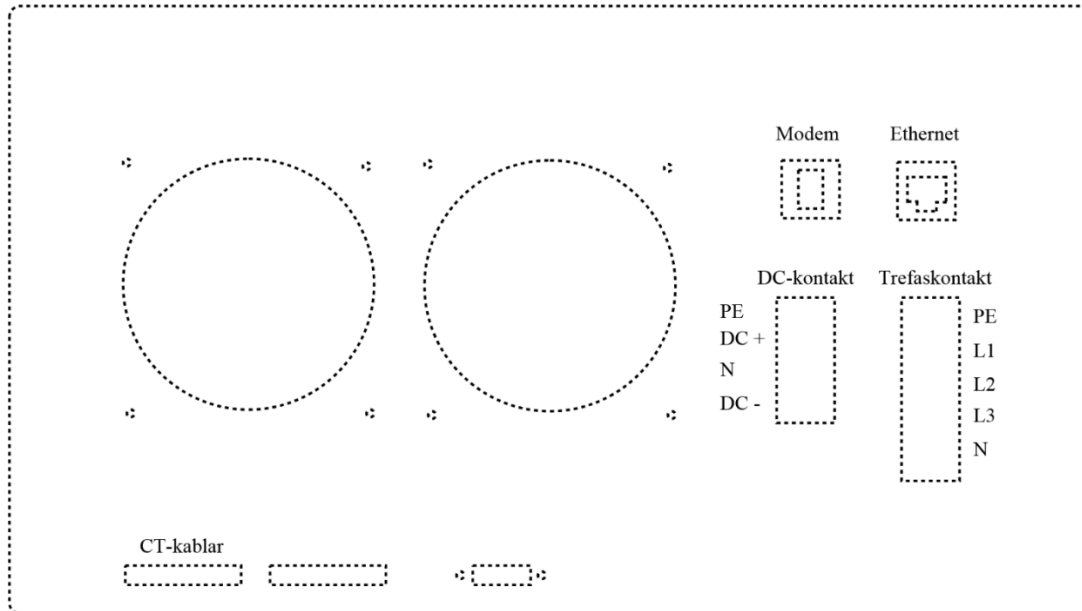 Modem
Ethernet
DC-kontakt
Trefaskontakt
PE
DC +
N
DC -
PE
L1
L2
L3
N
CT-kablar